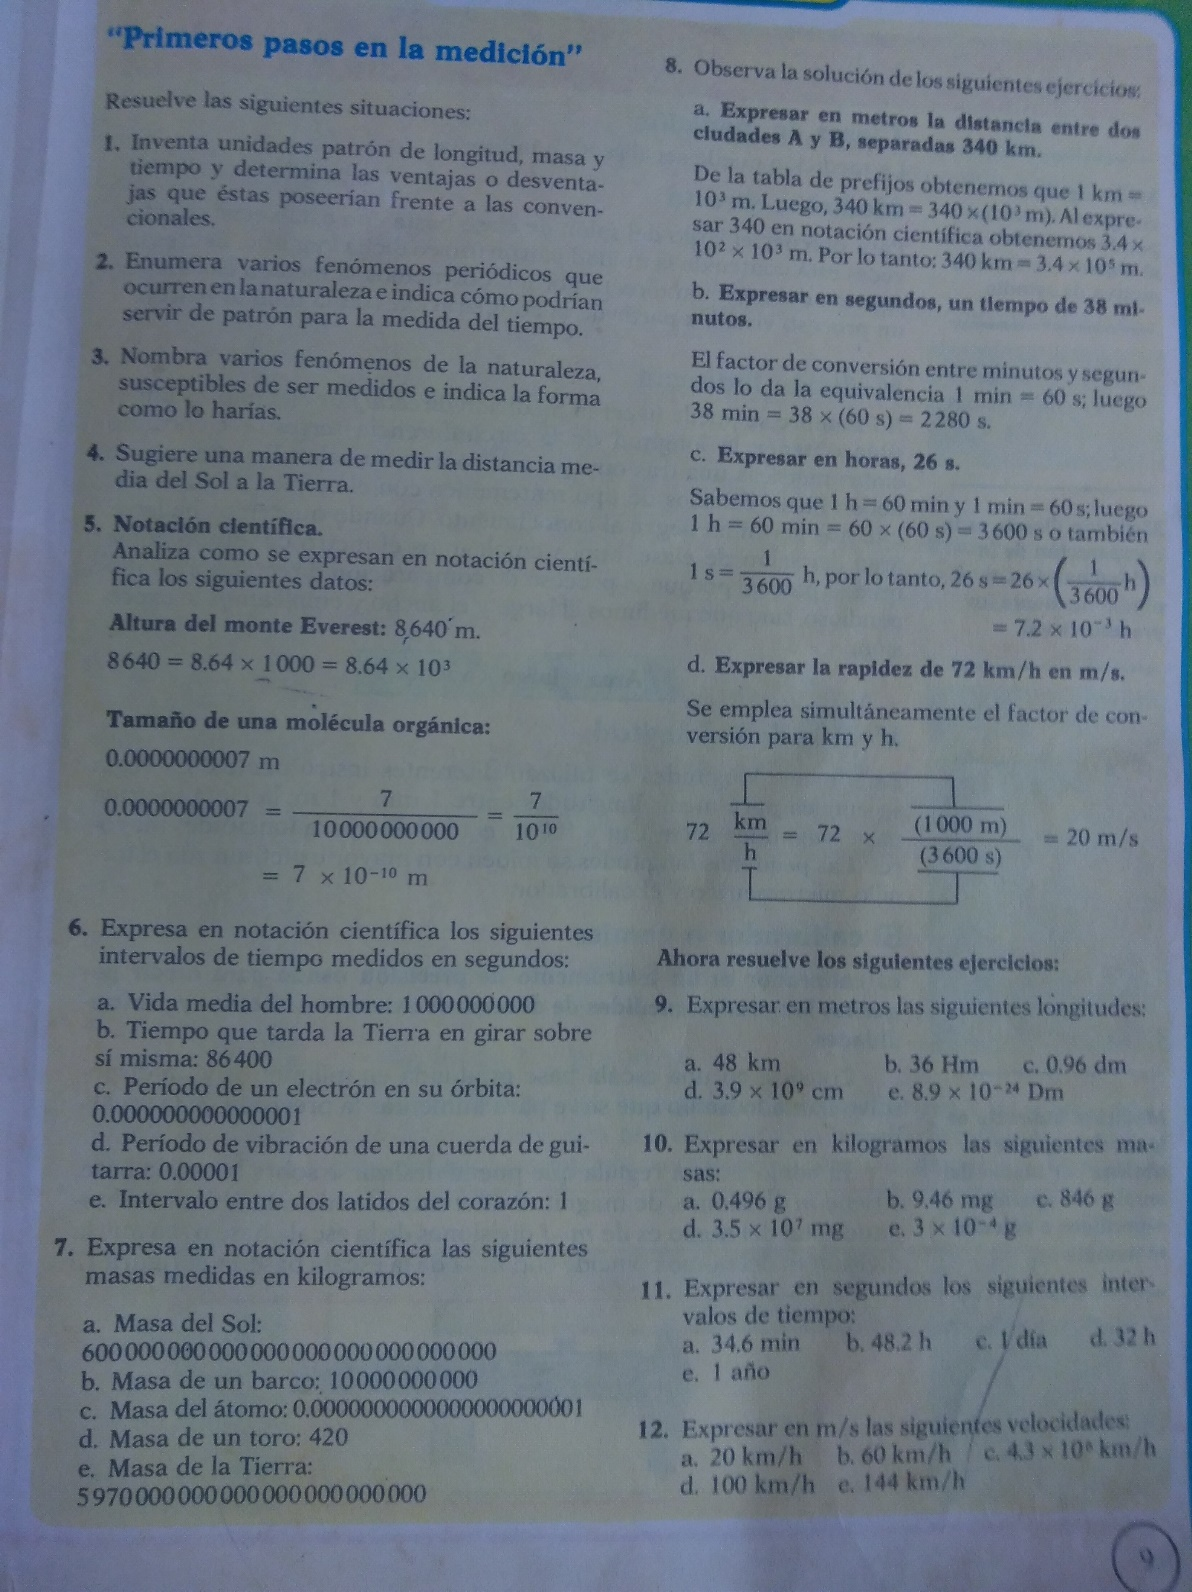 “Primeros pasos en la medición”
Resuelve las siguientes situaciones:
1. Inventa unidades patrón de longitud, masa y
tiempo y determina las ventajas o desventa-
jas que éstas poseerían frente a las conven-
cionales.
2. Enumera varios fenómenos periódicos que
ocurren en la naturaleza e indica cómo podrían
servir de patrón para la medida del tiempo.
3. Nombra varios fenómenos de la naturaleza,
susceptibles de ser medidos e indica la forma
como lo harías.
4. Sugiere una manera de medir la distancia me-
dia del Sol a la Tierra.
5. Notación científica.
Analiza como se expresan en notación cientí-
fica los siguientes datos:
Altura del monte Everest: 8640 m.
8640 = 8.64 × 1000 = 8.64 × 10³
Tamaño de una molécula orgánica:
0.0000000007 m
0.0000000007 = 7 / 10000000000 = 7 / 10¹⁰
= 7 × 10⁻¹⁰ m
6. Expresa en notación científica los siguientes
intervalos de tiempo medidos en segundos:
a. Vida media del hombre: 1000000000
b. Tiempo que tarda la Tierra en girar sobre
sí misma: 86400
c. Período de un electrón en su órbita:
0.000000000000001
d. Período de vibración de una cuerda de gui-
tarra: 0.00001
e. Intervalo entre dos latidos del corazón: 1
7. Expresa en notación científica las siguientes
masas medidas en kilogramos:
a. Masa del Sol:
600 000 000 000 000 000 000 000 000 000 000
b. Masa de un barco: 10000000000
c. Masa del átomo:
d. Masa de un toro: 420
e. Masa de la Tierra:
5970 000 000 000 000 000 000 000 000
8. Observa la solución de los siguientes ejercicios:
a. Expresar en metros la distancia entre dos
ciudades A y B, separadas 340 km.
De la tabla de prefijos obtenemos que 1 km =
10³ m. Luego, 340 km = 340 × (10³ m). Al expre-
sar 340 en notación científica obtenemos 3.4 ×
10² × 10³ m. Por lo tanto: 340 km = 3.4 × 10⁵ m.
b. Expresar en segundos, un tiempo de 38 mi-
nutos.
El factor de conversión entre minutos y segun-
dos lo da la equivalencia 1 min = 60 s; luego
38 min = 38 × (60 s) = 2280 s.
c. Expresar en horas, 26 s.
Sabemos que 1 h = 60 min y 1 min = 60 s; luego
1 h = 60 min = 60 × (60 s) = 3600 s o también
1 s = 1 / 3600 h, por lo tanto, 26 s = 26 × (1 / 3600 h)
= 7.2 × 10⁻³ h
d. Expresar la rapidez de 72 km/h en m/s.
Se emplea simultáneamente el factor de con-
versión para km y h.
72 km / h = 72 × (1000 m) / (3600 s) = 20 m/s
Ahora resuelve los siguientes ejercicios:
9. Expresar en metros las siguientes longitudes:
a. 48 km b. 36 Hm c. 0.96 dm
d. 3.9 × 10⁹ cm e. 8.9 × 10⁻²⁴ Dm
10. Expresar en kilogramos las siguientes ma-
sas:
a. 0.496 g b. 9.46 mg c. 846 g
d. 3.5 × 10⁷ mg e. 3 × 10⁻⁴ g
11. Expresar en segundos los siguientes inter-
valos de tiempo:
a. 34.6 min b. 48.2 h c. 1 día d. 32 h
e. 1 año
12. Expresar en m/s las siguientes velocidades:
a. 20 km/h b. 60 km/h c. km/h
d. 100 km/h e. 144 km/h
9